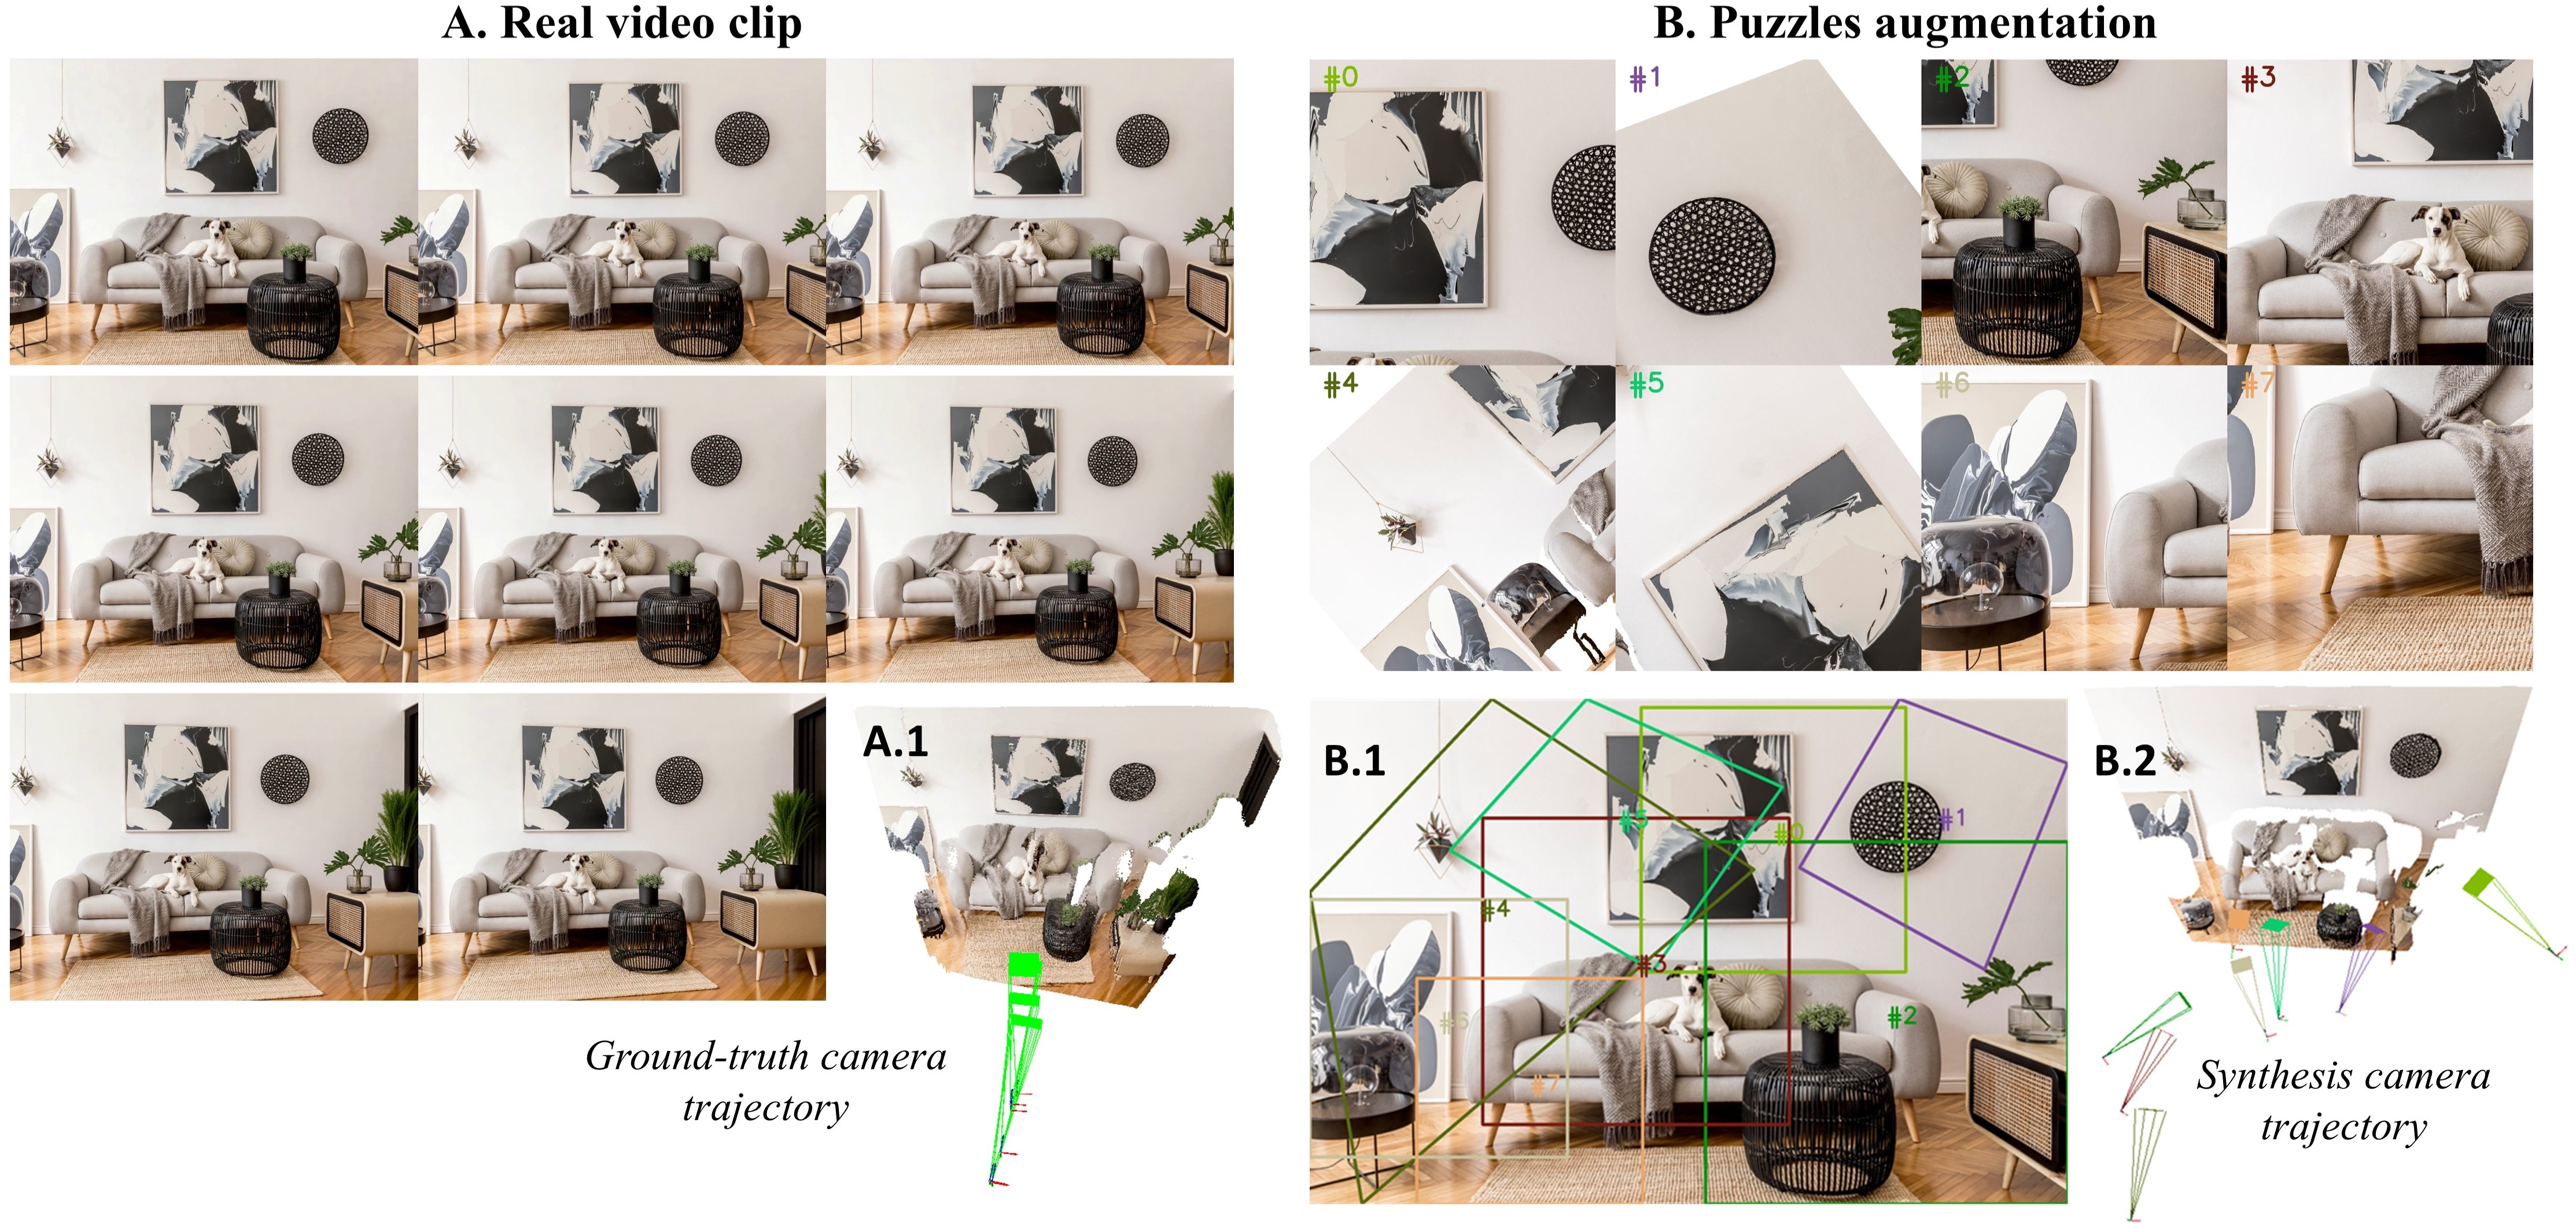 A. Real video clip
B. Puzzles augmentation
#0
#1
#2
#3
#4
#5
#6
#7
A.1
Ground-truth camera
trajectory
B.1
#5
#0
#1
#4
#3
#6
#2
#7
B.2
Synthesis camera
trajectory